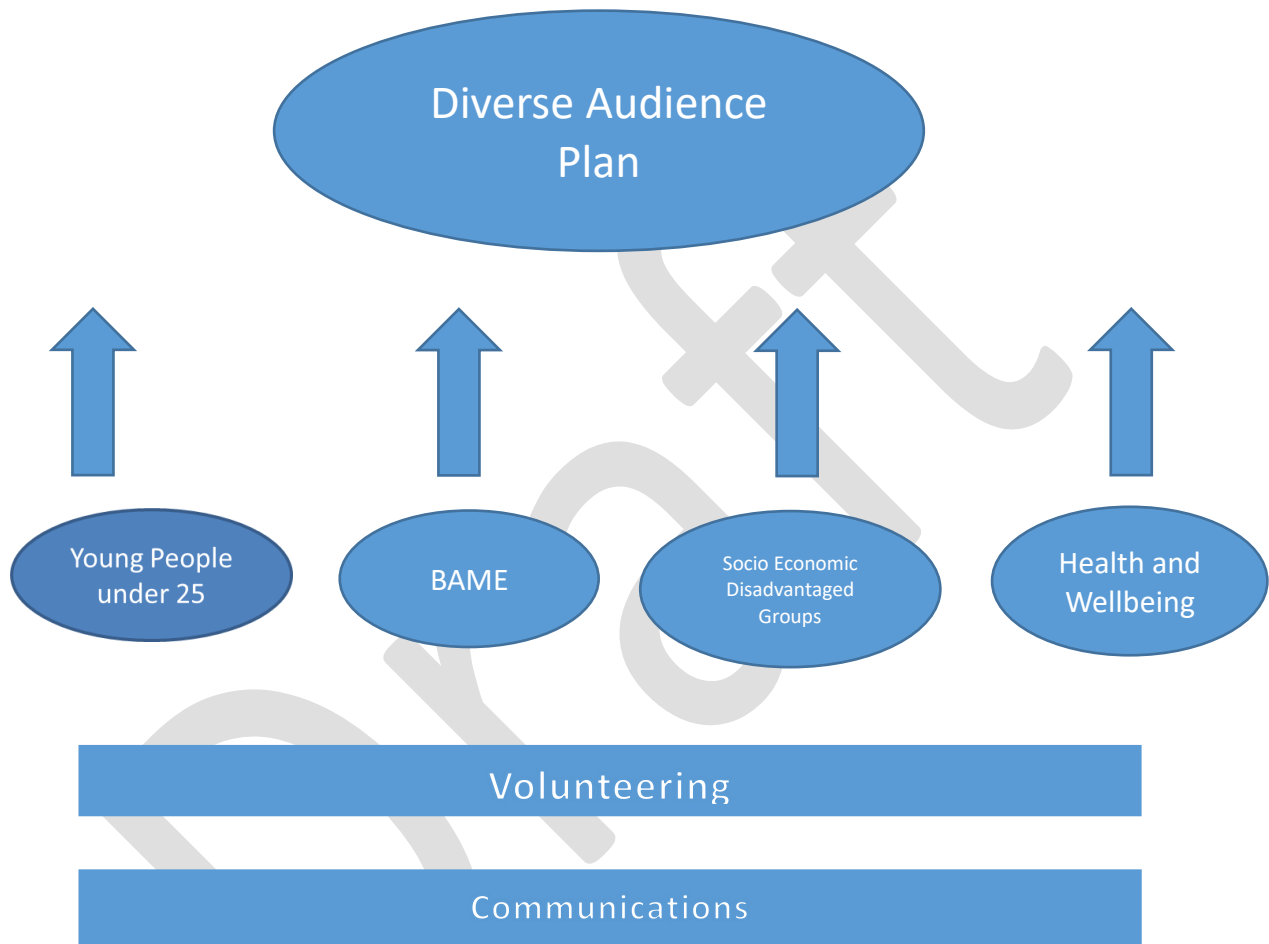 Diverse Audience
Plan
Young People
under 25
BAME
Socio Economic
Disadvantaged
Groups
Health and
Wellbeing
Volunteering
Communications
Draft